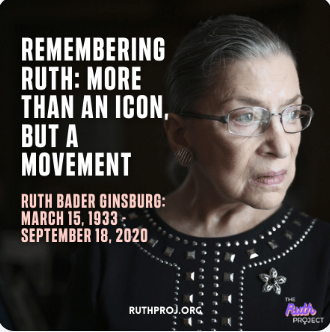 REMEMBERING
RUTH: MORE
THAN AN ICON,
BUT A
MOVEMENT
RUTH BADER GINSBURG:
MARCH 15, 1933 -
SEPTEMBER 18, 2020
RUTHPROJ.ORG
THE
Ruth
PROJECT